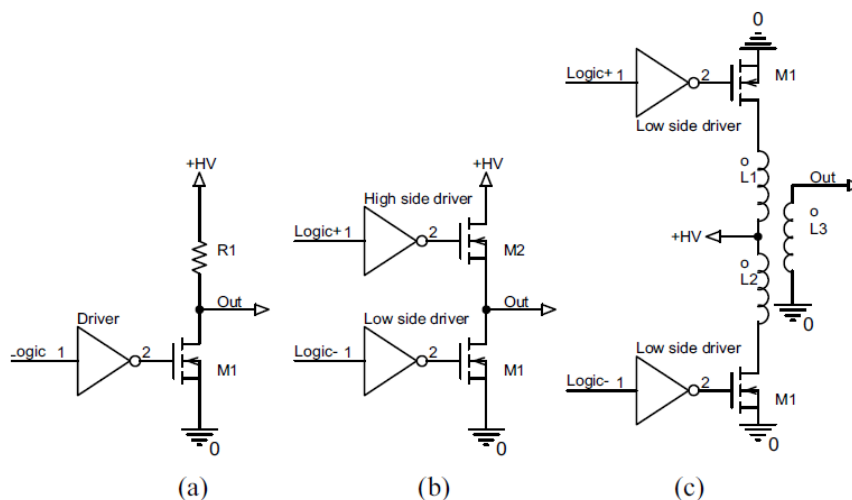 +HV
R1
Out
Driver
Logic 1
2
M1
0
(a)
+HV
High side driver
Logic+ 1
2
M2
Out
Low side driver
Logic- 1
2
M1
0
(b)
0
Logic+ 1
2
M1
Low side driver
o
L1
Out
o
L3
+HV
o
L2
0
Low side driver
Logic- 1
2
M1
0
(c)